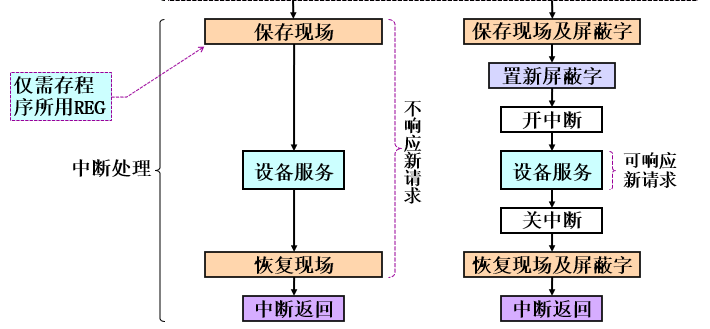 保存现场
保存现场及屏蔽字
置新屏蔽字
仅需存程
序所用REG
开中断
不响应新请求
中断处理
设备服务
设备服务
可响应
新请求
关中断
恢复现场
恢复现场及屏蔽字
中断返回
中断返回